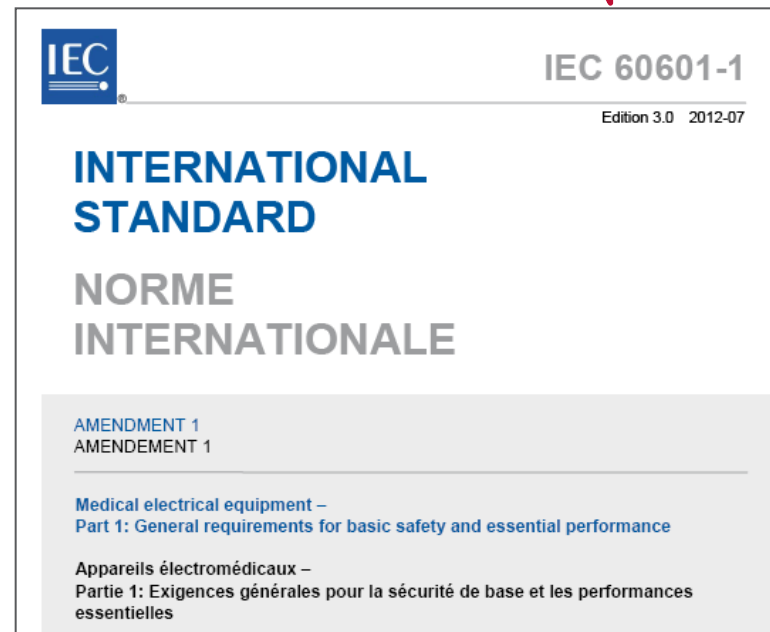 IEC
®
IEC 60601-1
Edition 3.0 2012-07
INTERNATIONAL
STANDARD
NORME
INTERNATIONALE
AMENDMENT 1
AMENDEMENT 1
Medical electrical equipment –
Part 1: General requirements for basic safety and essential performance
Appareils électromédicaux –
Partie 1: Exigences générales pour la sécurité de base et les performances
essentielles